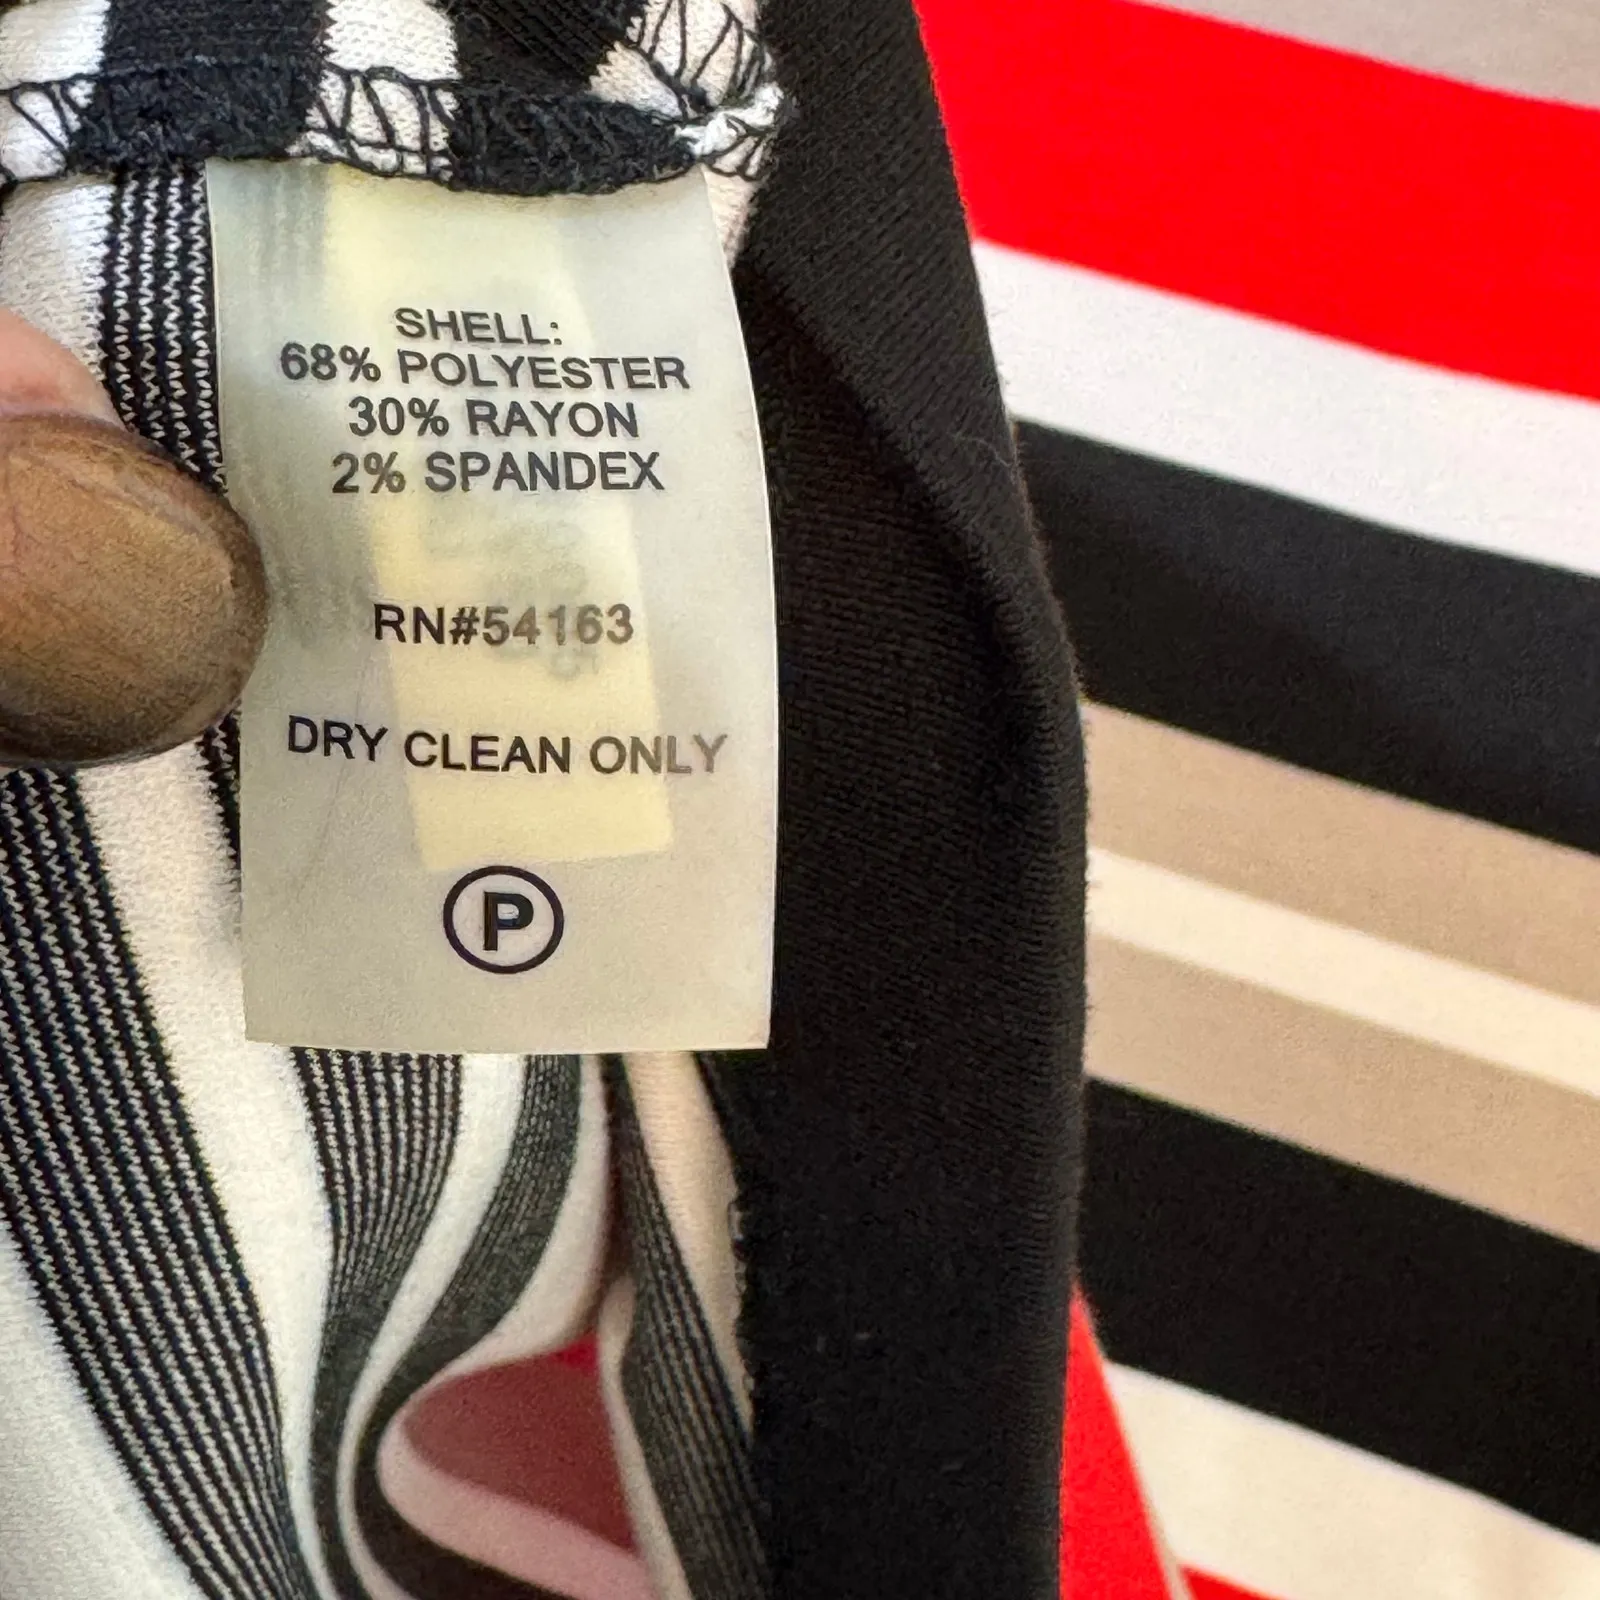 SHELL:
68% POLYESTER
30% RAYON
2% SPANDEX
RN#54163
DRY CLEAN ONLY
P